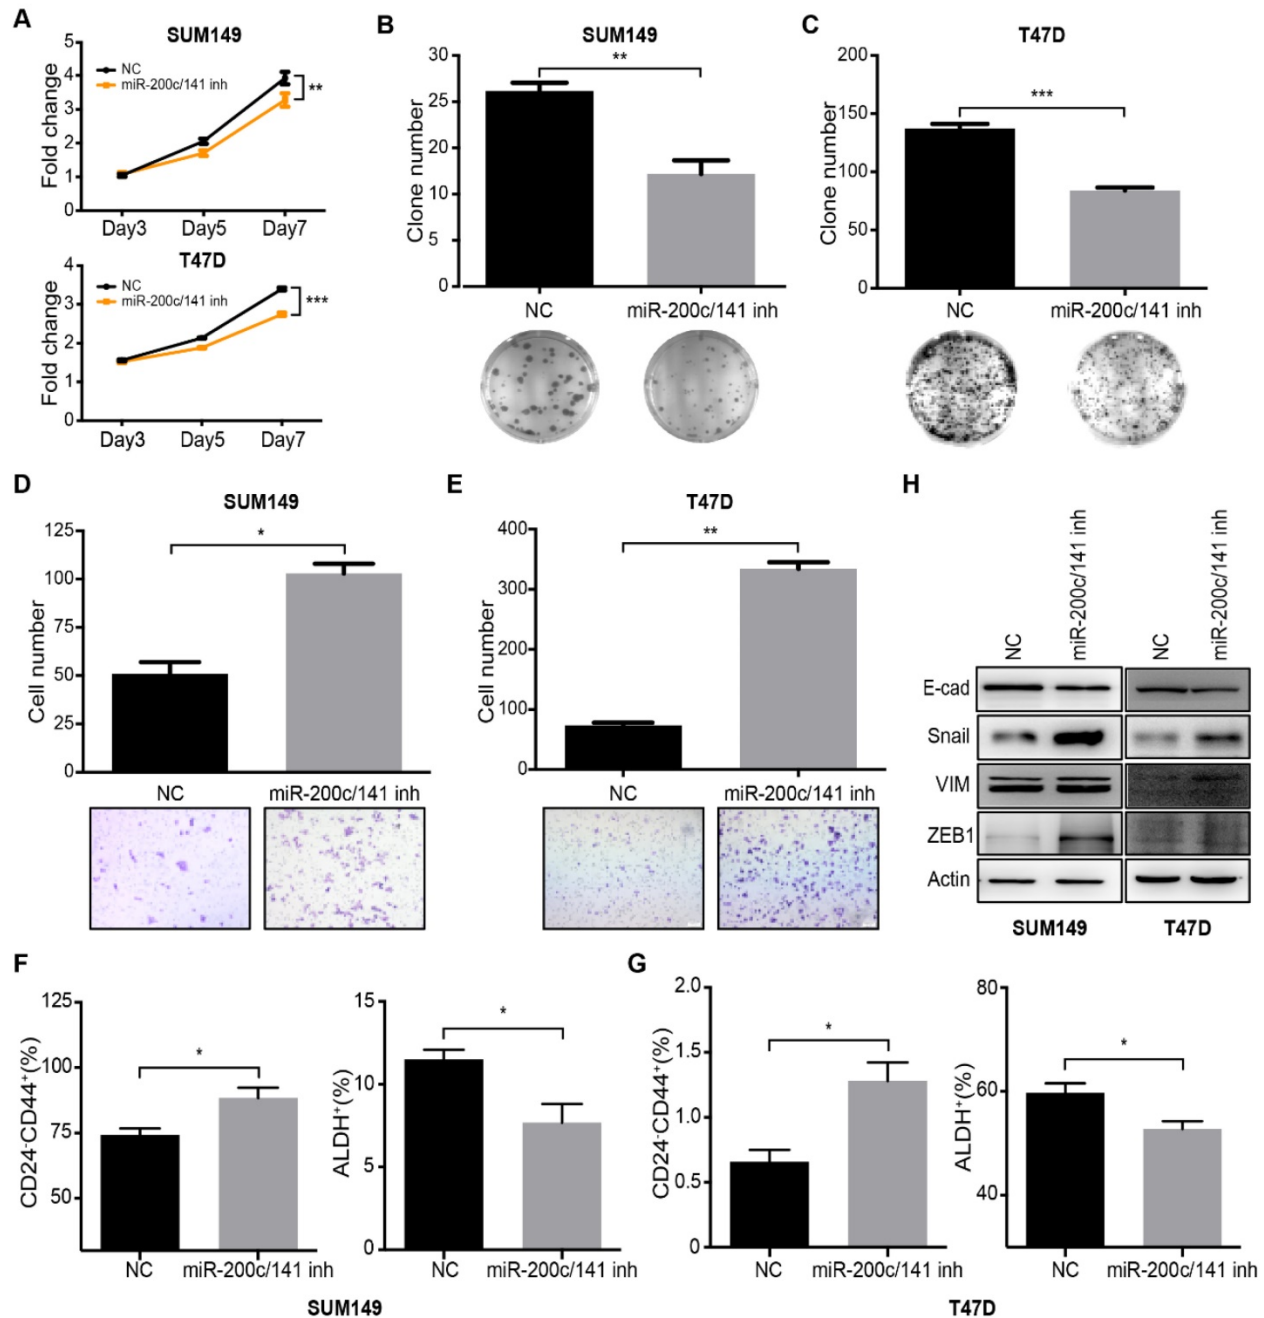 A
SUM149
5
4
3
2
1
0
Fold change
NC
miR-200c/141 inh
**
Day3 Day5 Day7
T47D
4
3
2
1
0
Fold change
NC
miR-200c/141 inh
***
Day3 Day5 Day7
B
SUM149
30
25
20
10
5
0
Clone number
**
NC miR-200c/141 inh
C
T47D
200
150
100
50
0
Clone number
***
NC miR-200c/141 inh
D
SUM149
125
100
75
50
25
0
Cell number
*
NC miR-200c/141 inh
E
T47D
400
300
200
100
0
Cell number
**
NC miR-200c/141 inh
H
NC miR-200c/141 inh NC miR-200c/141 inh
E-cad
Snail
VIM
ZEB1
Actin
SUM149 T47D
F
125
100
75
50
CD24⁻CD44⁺(%)
*
NC miR-200c/141 inh
15
10
5
0
ALDH⁺(%)
*
NC miR-200c/141 inh
SUM149
G
2.0
1.5
1.0
0.5
0
CD24⁻CD44⁺(%)
*
NC miR-200c/141 inh
80
60
40
ALDH⁺(%)
*
NC miR-200c/141 inh
T47D